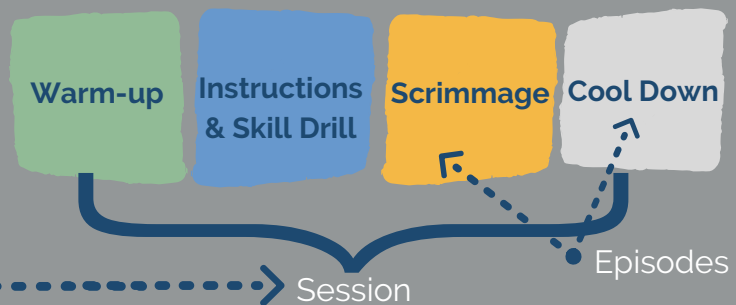 Warm-up
Instructions
& Skill Drill
Scrimmage
Cool Down
Episodes
Session